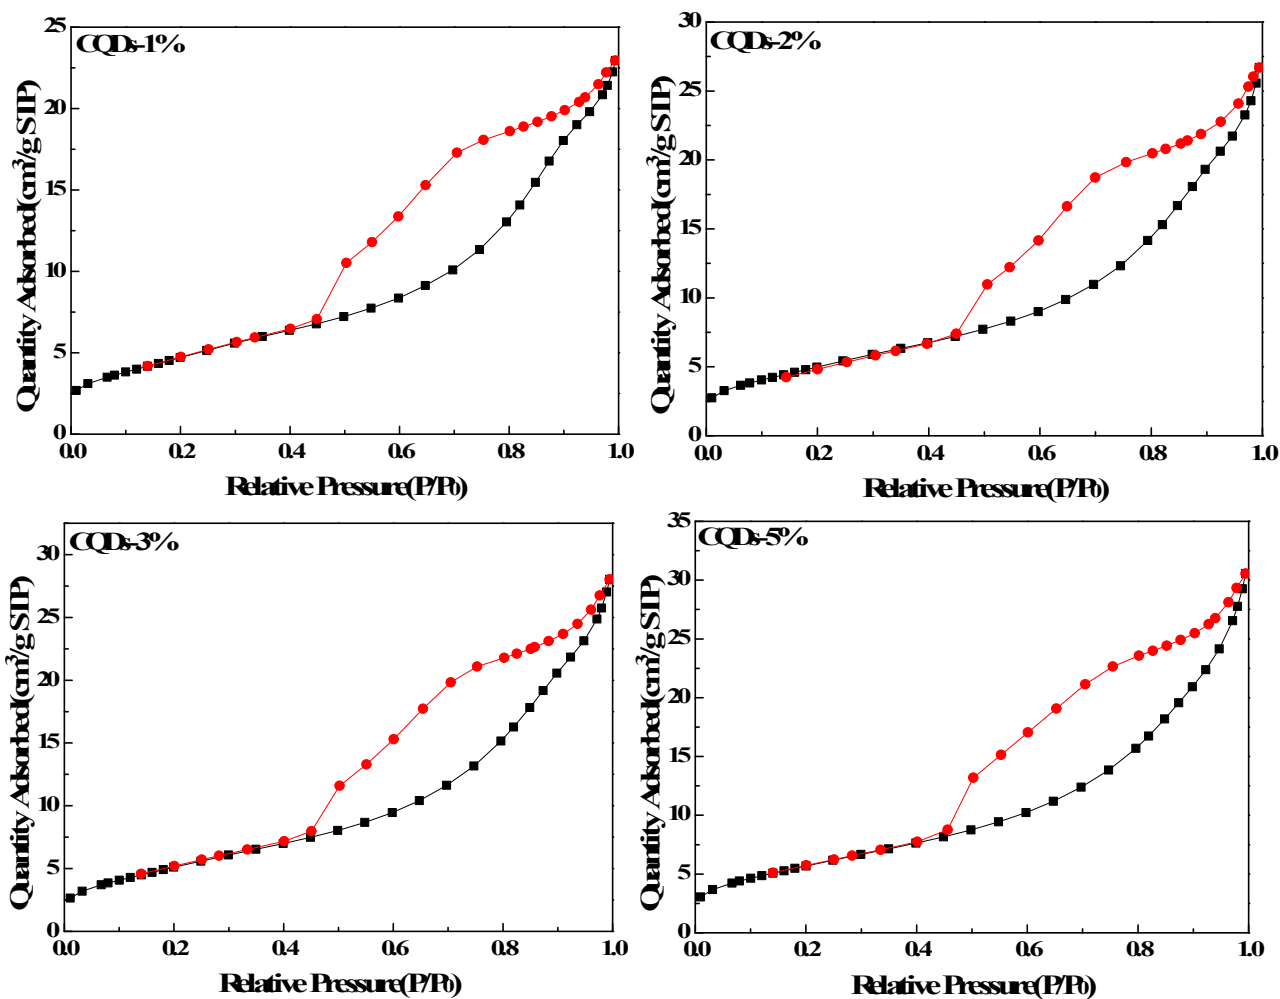 CQDs-1%
Quantity Adsorbed(cm³/g STP)
25
20
15
10
5
0
0.0 0.2 0.4 0.6 0.8 1.0
Relative Pressure(P/P₀)
CQDs-2%
Quantity Adsorbed(cm³/g STP)
30
25
20
15
10
5
0
0.0 0.2 0.4 0.6 0.8 1.0
Relative Pressure(P/P₀)
CQDs-3%
Quantity Adsorbed(cm³/g STP)
30
25
20
15
10
5
0
0.0 0.2 0.4 0.6 0.8 1.0
Relative Pressure(P/P₀)
CQDs-5%
Quantity Adsorbed(cm³/g STP)
35
30
25
20
15
10
5
0
0.0 0.2 0.4 0.6 0.8 1.0
Relative Pressure(P/P₀)